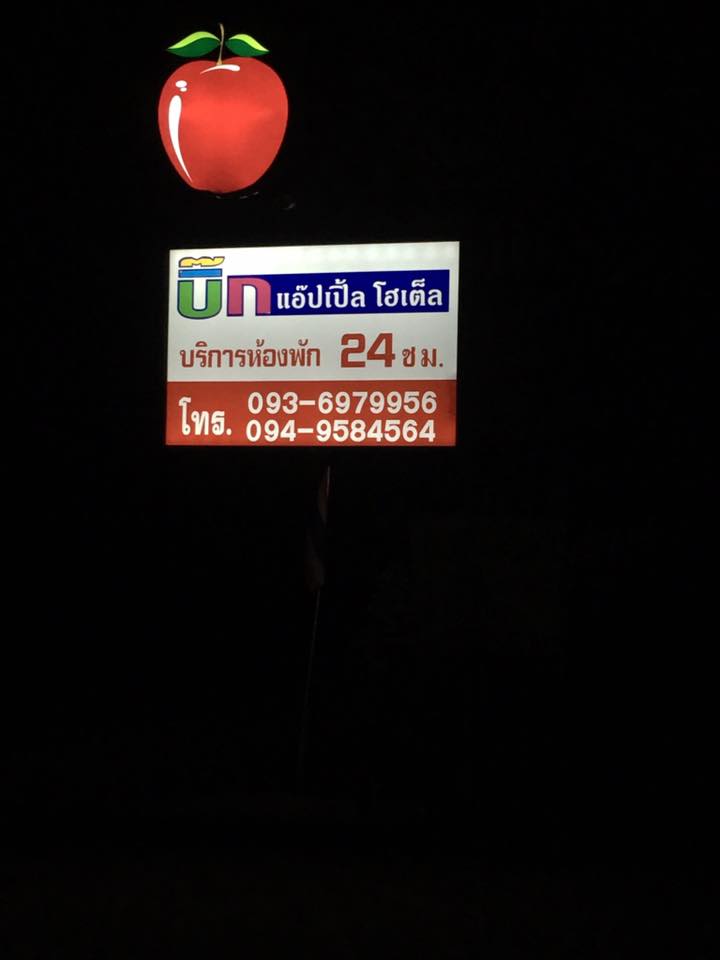 บิ๊ก แอ๊ปเปิ้ล โฮเต็ล
บริการห้องพัก 24 ชม.
โทร. 093-6979956
094-9584564